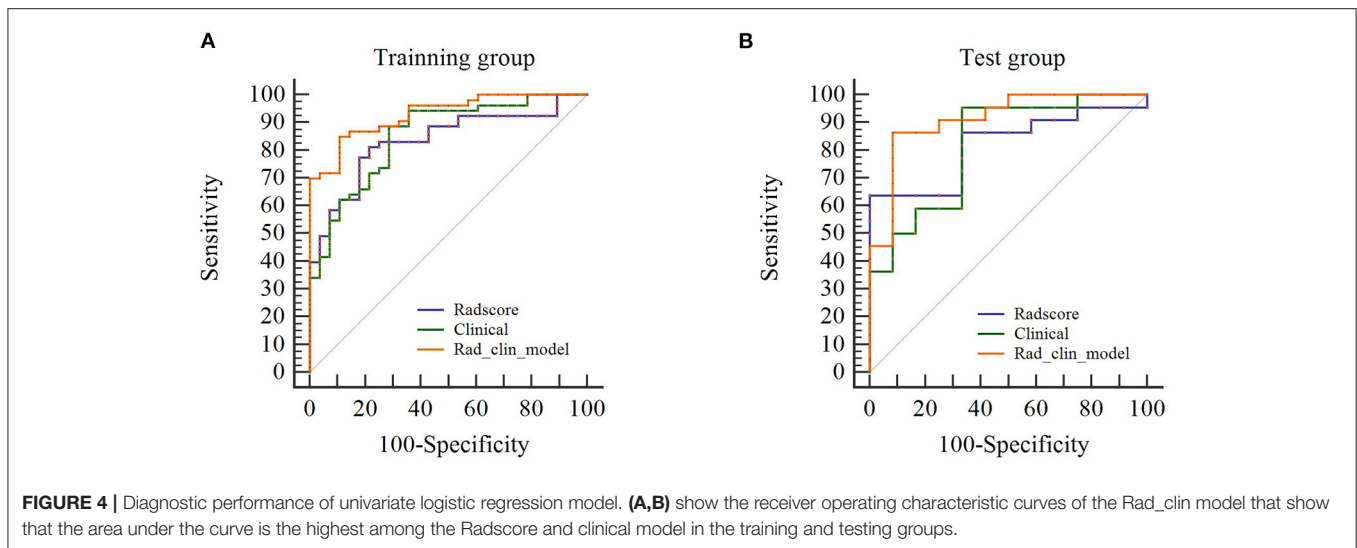 A
Trainning group
100
90
80
70
60
50
40
30
20
10
0
Sensitivity
Radscore
Clinical
Rad_clin_model
0 20 40 60 80 100
100-Specificity
B
Test group
100
90
80
70
60
50
40
30
20
10
0
Sensitivity
Radscore
Clinical
Rad_clin_model
0 20 40 60 80 100
100-Specificity
FIGURE 4 | Diagnostic performance of univariate logistic regression model. (A,B) show the receiver operating characteristic curves of the Rad_clin model that show
that the area under the curve is the highest among the Radscore and clinical model in the training and testing groups.